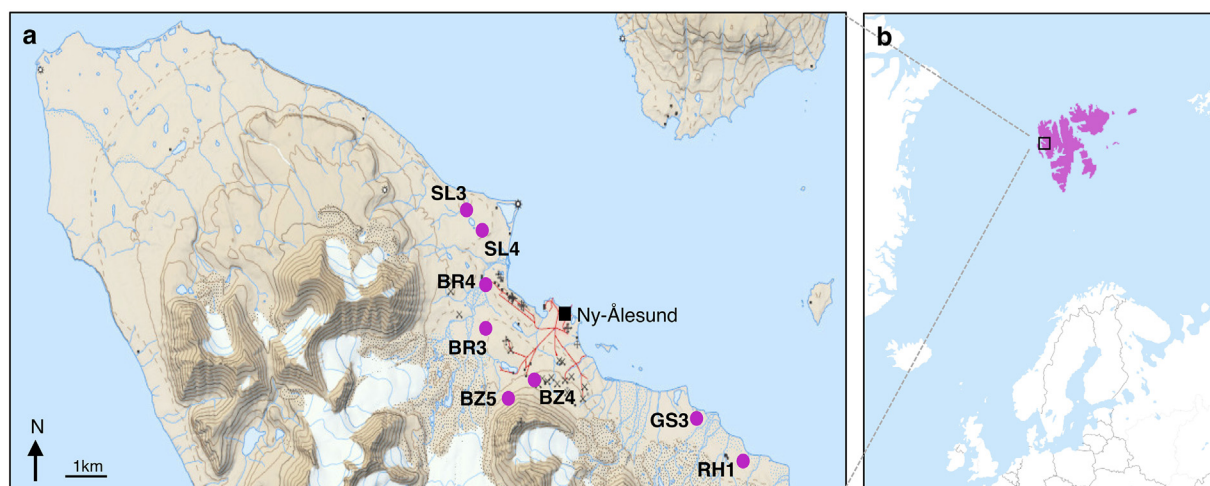 a
b
SL3
SL4
BR4
Ny-Ålesund
BR3
BZ5
BZ4
GS3
N
1km
RH1